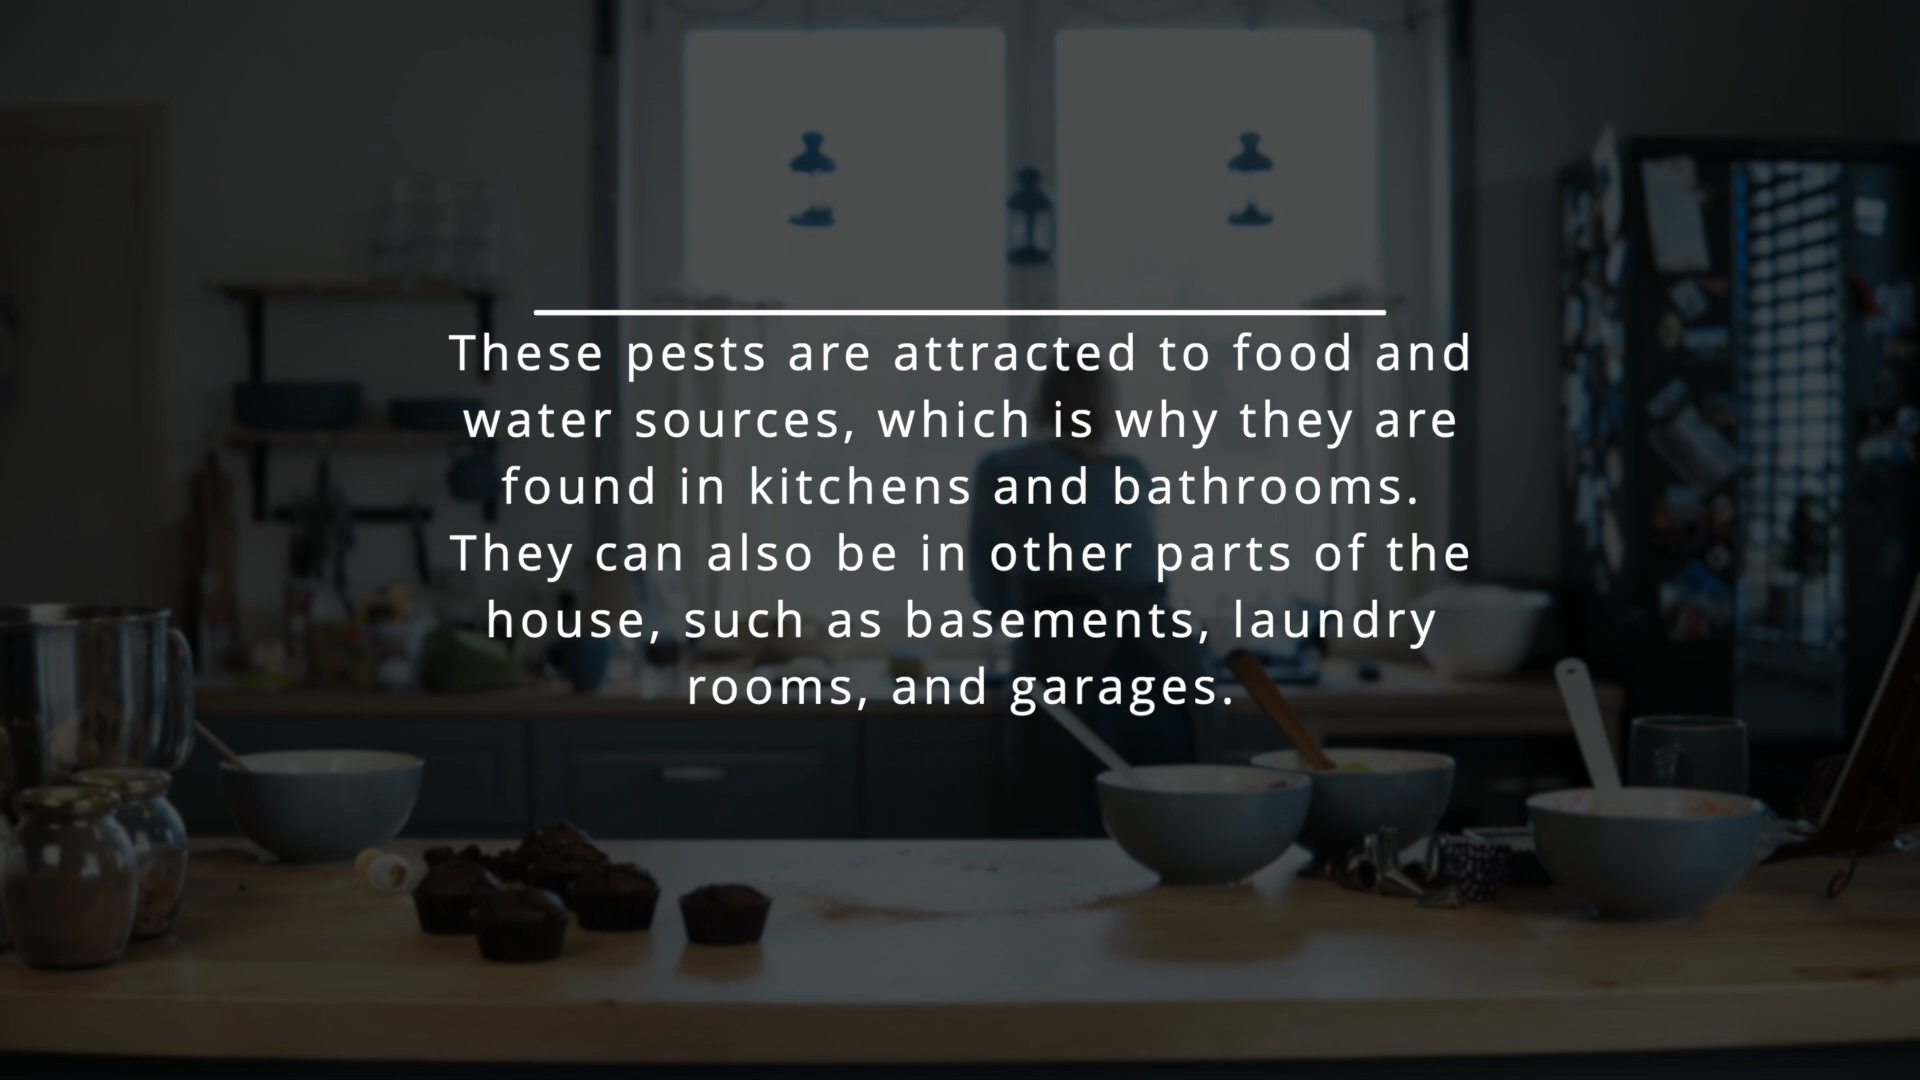 These pests are attracted to food and
water sources, which is why they are
found in kitchens and bathrooms.
They can also be in other parts of the
house, such as basements, laundry
rooms, and garages.